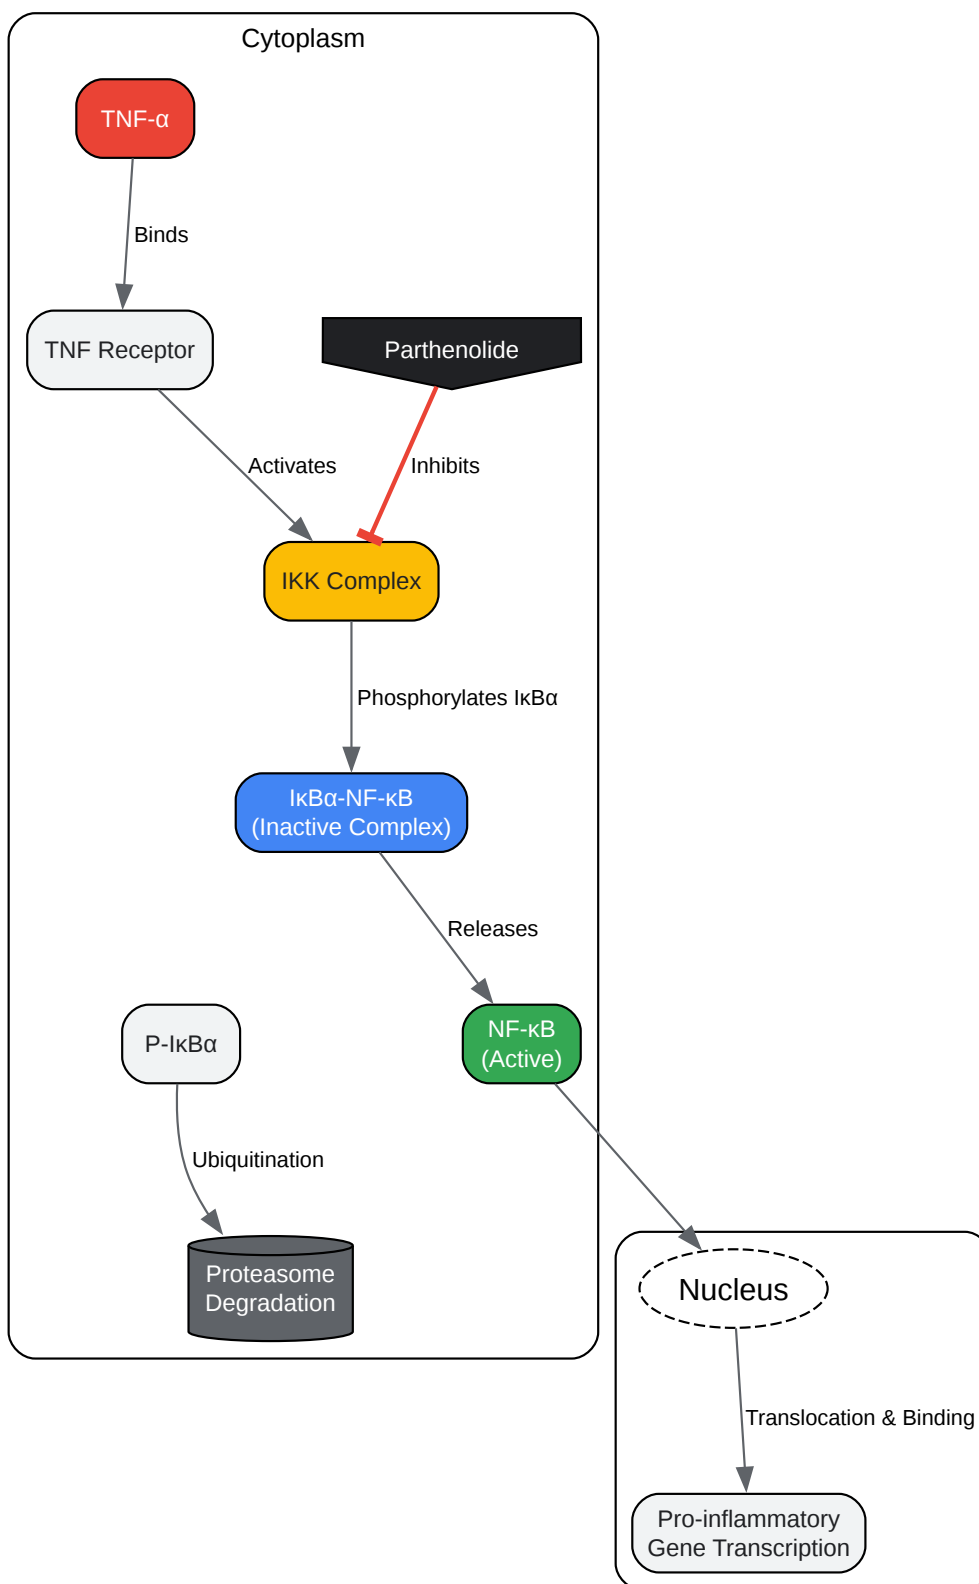 Cytoplasm
TNF-α
Binds
TNF Receptor
Parthenolide
Activates
Inhibits
IKK Complex
Phosphorylates IκBα
IκBα-NF-κB
(Inactive Complex)
Releases
P-IκBα
NF-κB
(Active)
Ubiquitination
Proteasome
Degradation
Nucleus
Translocation & Binding
Pro-inflammatory
Gene Transcription